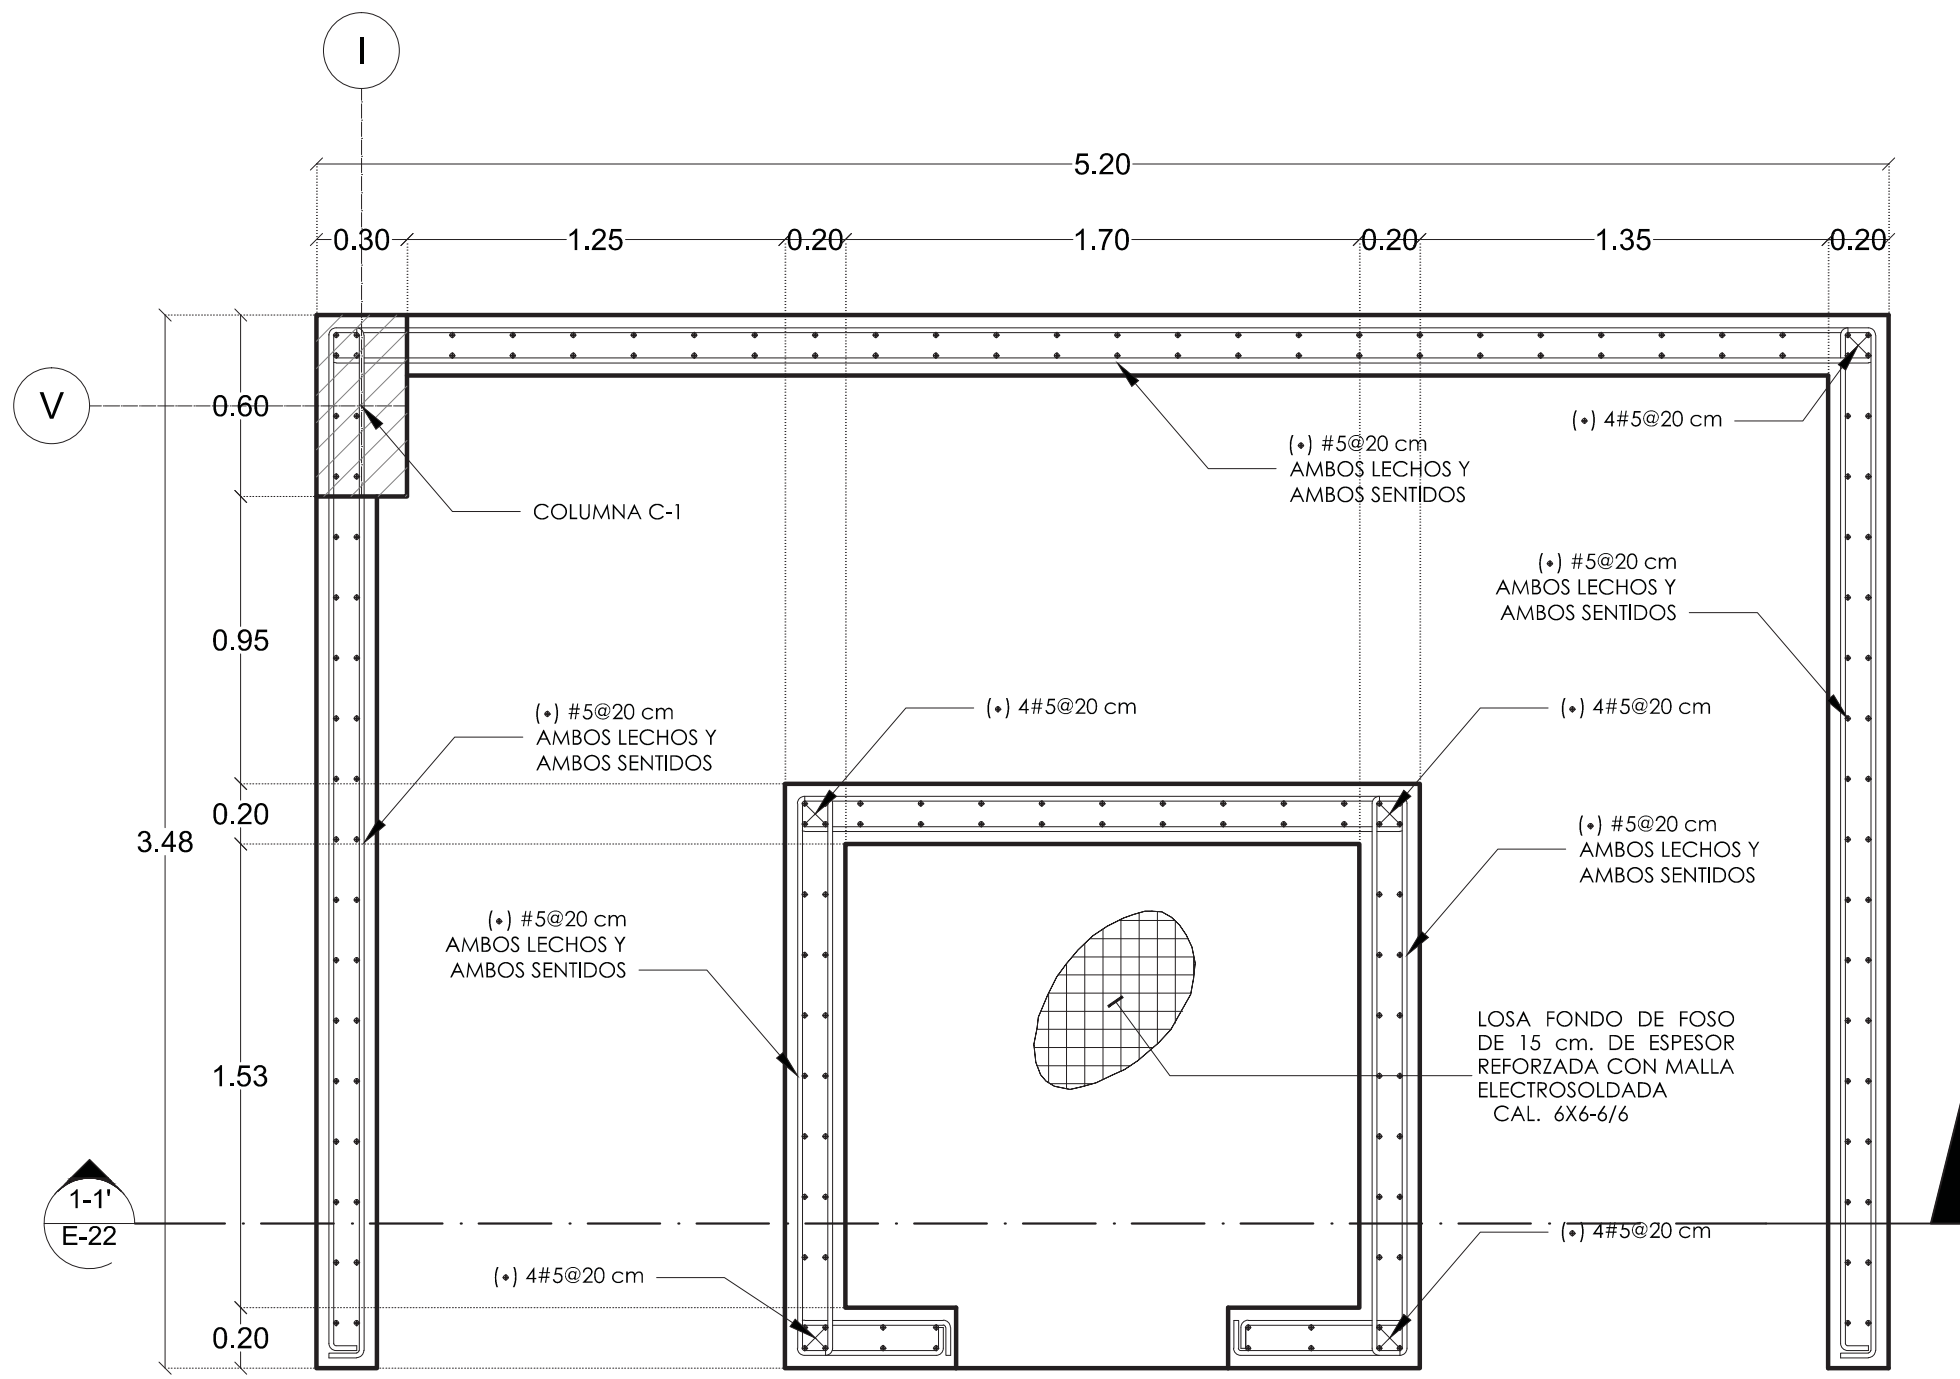 I
5.20
0.30
1.25
0.20
1.70
0.20
1.35
0.20
V
0.60
(•) 4#5@20 cm
(•) #5@20 cm
AMBOS LECHOS Y
AMBOS SENTIDOS
COLUMNA C-1
(•) #5@20 cm
AMBOS LECHOS Y
AMBOS SENTIDOS
0.95
(•) #5@20 cm
AMBOS LECHOS Y
AMBOS SENTIDOS
(•) 4#5@20 cm
(•) 4#5@20 cm
0.20
3.48
(•) #5@20 cm
AMBOS LECHOS Y
AMBOS SENTIDOS
(•) #5@20 cm
AMBOS LECHOS Y
AMBOS SENTIDOS
LOSA FONDO DE FOSO
DE 15 cm. DE ESPESOR
REFORZADA CON MALLA
ELECTROSOLDADA
CAL. 6X6-6/6
1.53
1-1'
E-22
(•) 4#5@20 cm
(•) 4#5@20 cm
0.20